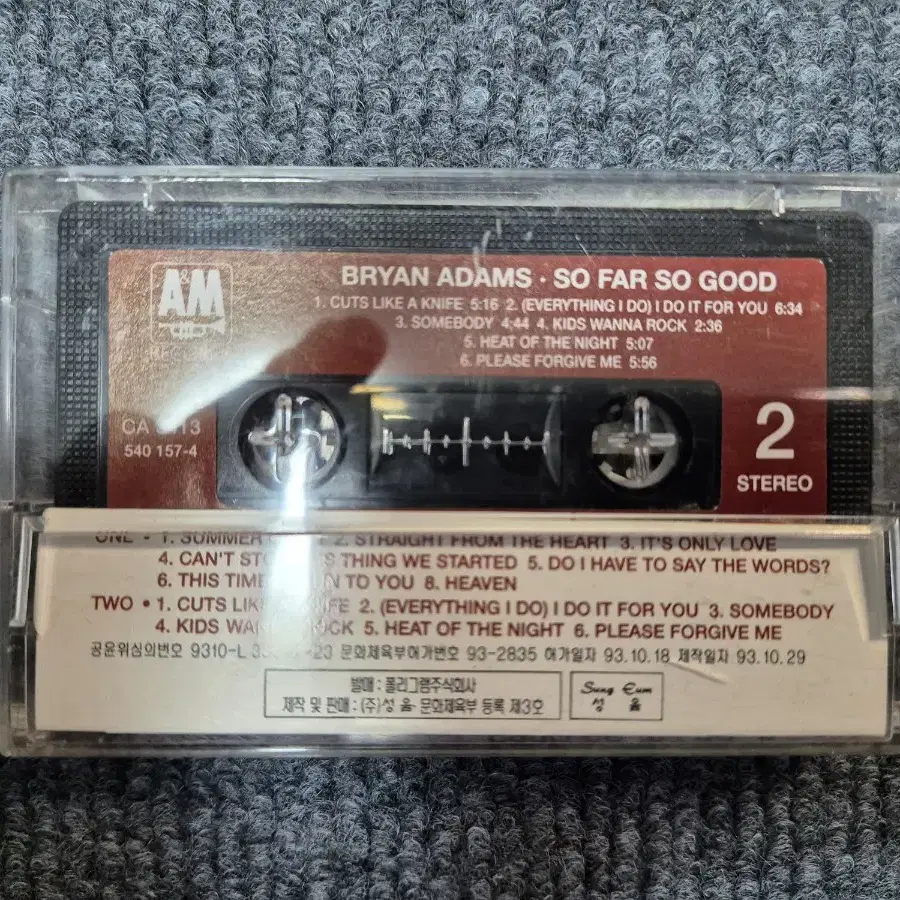 A&M
BRYAN ADAMS · SO FAR SO GOOD
1. CUTS LIKE A KNIFE 5:16 2. (EVERYTHING I DO) I DO IT FOR YOU 6:34
3. SOMEBODY 4:44 4. KIDS WANNA ROCK 2:36
5. HEAT OF THE NIGHT 5:07
6. PLEASE FORGIVE ME 5:56
CA
540 157-4
2
STEREO
ONE • 1. SUMMER 2. STRAIGHT FROM THE HEART 3. IT'S ONLY LOVE
4. CAN'T THING WE STARTED 5. DO I HAVE TO SAY THE WORDS?
6. THIS TIME TO YOU 8. HEAVEN
TWO • 1. CUTS 2. (EVERYTHING I DO) I DO IT FOR YOU 3. SOMEBODY
4. KIDS ROCK 5. HEAT OF THE NIGHT 6. PLEASE FORGIVE ME
공윤위심의번호 9310-L 문화체육부허가번호 93-2835 허가일자 93.10.18 제작일자 93.10.29
발매 : 폴리그램주식회사
제작 및 판매 : (주)성음 문화체육부 등록 제3호
Sung Eum
성음